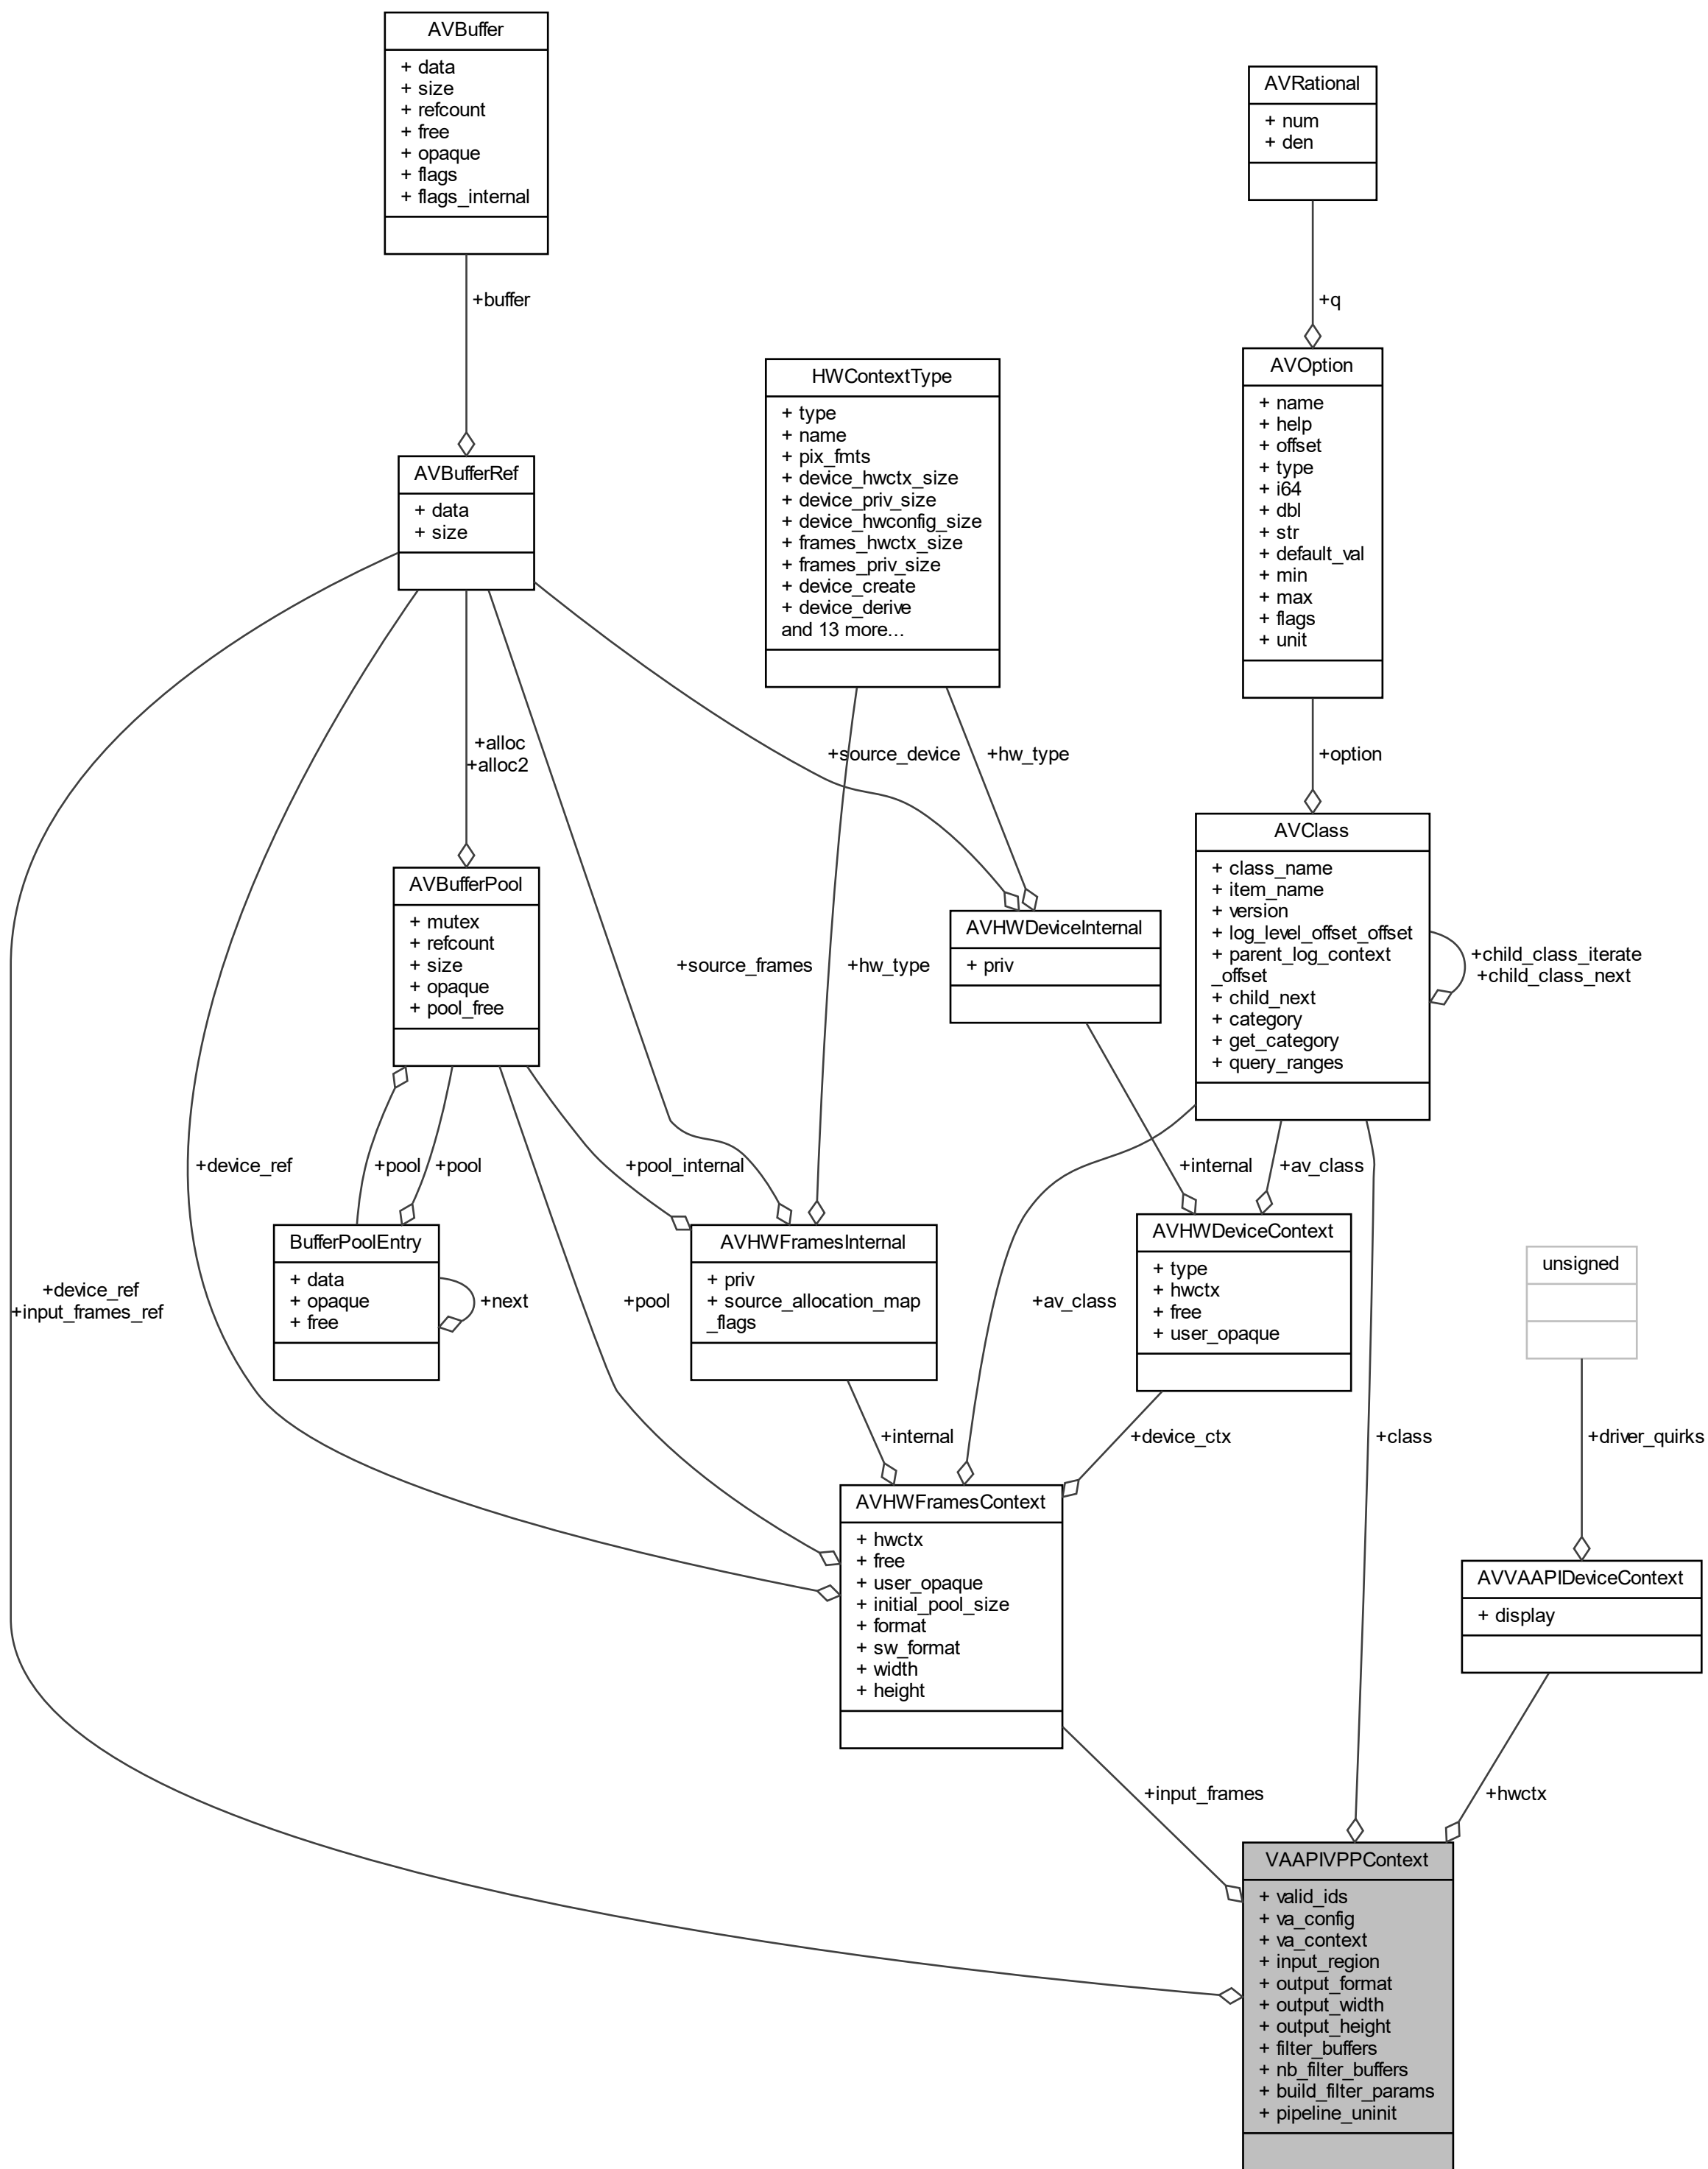 AVBuffer
+ data
+ size
+ refcount
+ free
+ opaque
+ flags
+ flags_internal
AVRational
+ num
+ den
+buffer
+q
HWContextType
+ type
+ name
+ pix_fmts
+ device_hwctx_size
+ device_priv_size
+ device_hwconfig_size
+ frames_hwctx_size
+ frames_priv_size
+ device_create
+ device_derive
and 13 more...
AVOption
+ name
+ help
+ offset
+ type
+ i64
+ dbl
+ str
+ default_val
+ min
+ max
+ flags
+ unit
AVBufferRef
+ data
+ size
+alloc
+alloc2
+source_device
+hw_type
+option
AVClass
+ class_name
+ item_name
+ version
+ log_level_offset_offset
+ parent_log_context
_offset
+ child_next
+ category
+ get_category
+ query_ranges
+child_class_iterate
+child_class_next
AVBufferPool
+ mutex
+ refcount
+ size
+ opaque
+ pool_free
+source_frames
+hw_type
AVHWDeviceInternal
+ priv
+device_ref
+pool
+pool
+pool_internal
+internal
+av_class
BufferPoolEntry
+ data
+ opaque
+ free
+next
AVHWFramesInternal
+ priv
+ source_allocation_map
_flags
AVHWDeviceContext
+ type
+ hwctx
+ free
+ user_opaque
unsigned
+device_ref
+input_frames_ref
+pool
+av_class
+internal
+device_ctx
+class
+driver_quirks
AVHWFramesContext
+ hwctx
+ free
+ user_opaque
+ initial_pool_size
+ format
+ sw_format
+ width
+ height
AVVAAPIDeviceContext
+ display
+input_frames
+hwctx
VAAPIVPPContext
+ valid_ids
+ va_config
+ va_context
+ input_region
+ output_format
+ output_width
+ output_height
+ filter_buffers
+ nb_filter_buffers
+ build_filter_params
+ pipeline_uninit